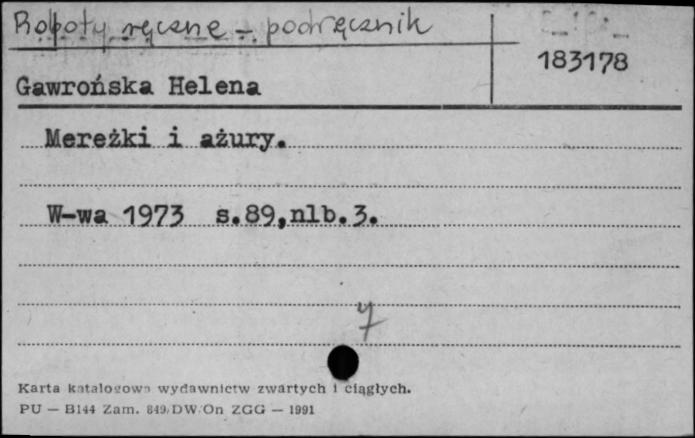 Roboty ręczne - podręcznik
183178
Gawrońska Helena
Mereżki i ażury.
W-wa 1973 s.89,nlb.3.
Karta katalogowa wydawnictw zwartych i ciągłych.
PU — B144 Zam. 849/DW/On ZGG — 1991